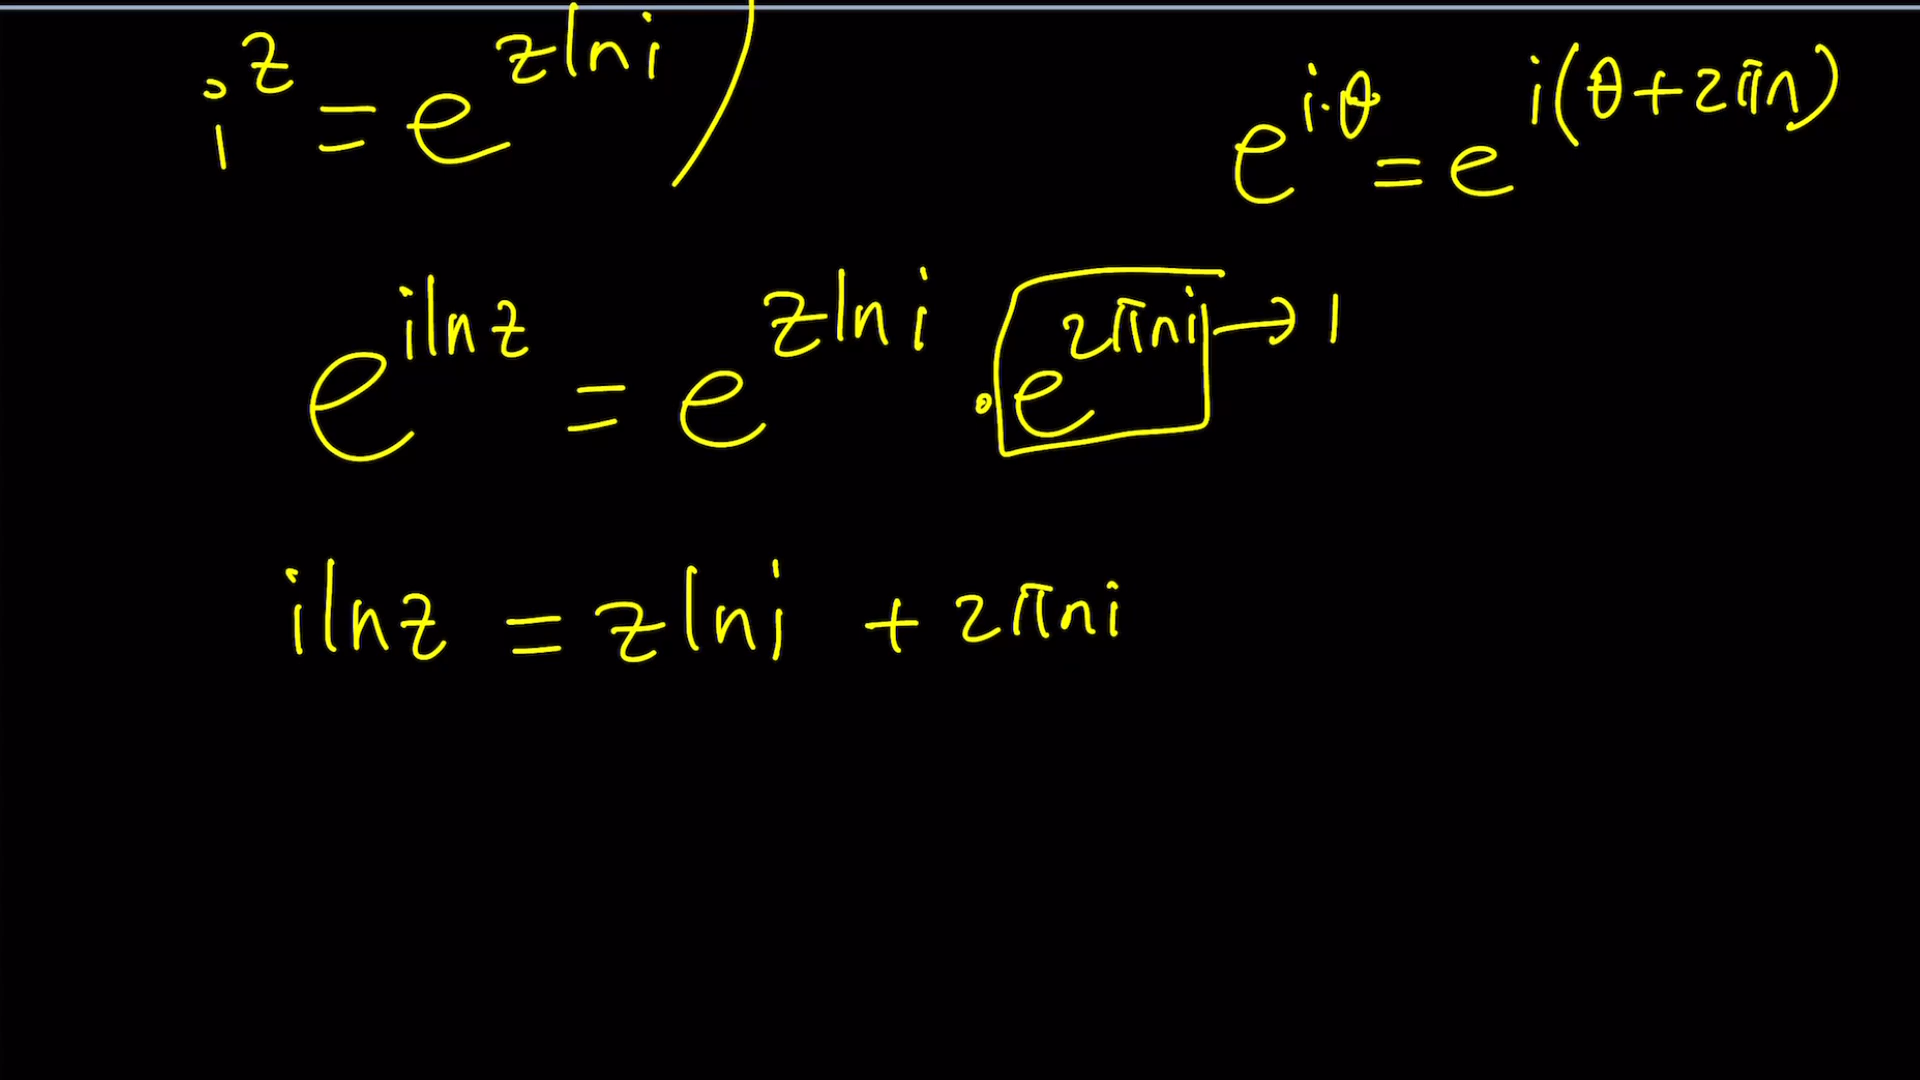 i^z = e^{z ln i} )
e^{i·θ} = e^{i(θ+2πn)}
e^{i ln z} = e^{z ln i} · e^{2πni} → 1
i ln z = z ln i + 2πni